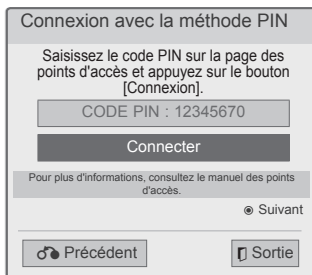 Connexion avec la méthode PIN
Saisissez le code PIN sur la page des
points d'accès et appuyez sur le bouton
[Connexion].
CODE PIN : 12345670
Connecter
Pour plus d'informations, consultez le manuel des points
d'accès.
Suivant
Précédent
Sortie